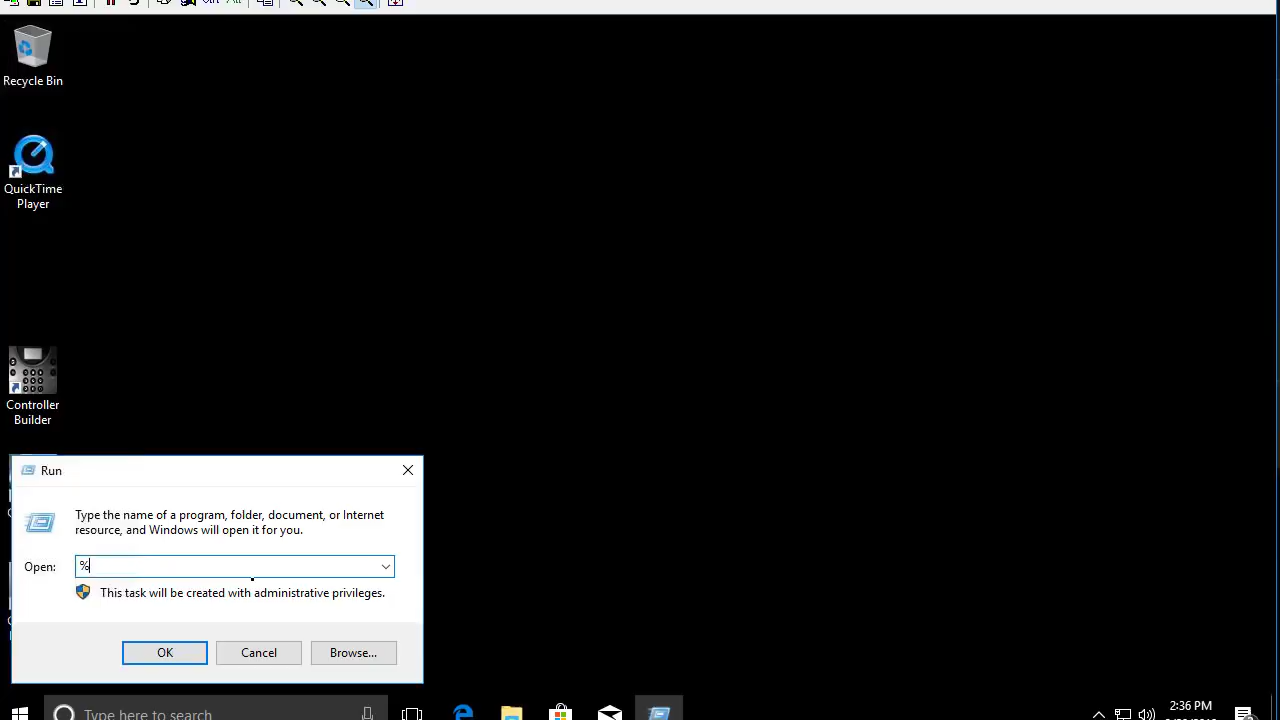 Recycle Bin
QuickTime
Player
Controller
Builder
Run
Type the name of a program, folder, document, or Internet
resource, and Windows will open it for you.
Open:
%
This task will be created with administrative privileges.
OK
Cancel
Browse...
Type here to search
2:36 PM